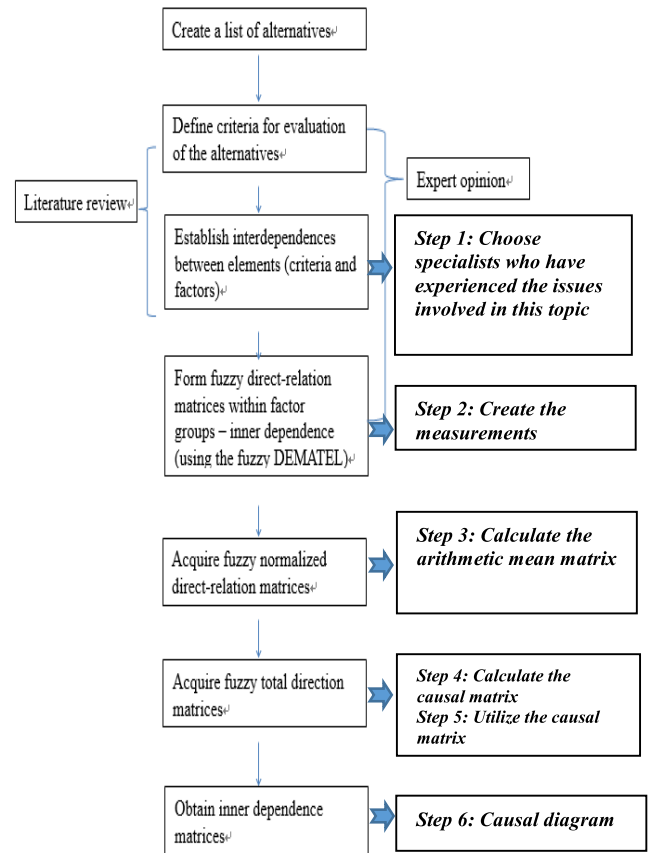 Create a list of alternatives
Define criteria for evaluation
of the alternatives
Expert opinion
Literature review
Establish interdependences
between elements (criteria and
factors)
Step 1: Choose
specialists who have
experienced the issues
involved in this topic
Form fuzzy direct-relation
matrices within factor
groups – inner dependence
(using the fuzzy DEMATEL)
Step 2: Create the
measurements
Acquire fuzzy normalized
direct-relation matrices
Step 3: Calculate the
arithmetic mean matrix
Acquire fuzzy total direction
matrices
Step 4: Calculate the
causal matrix
Step 5: Utilize the causal
matrix
Obtain inner dependence
matrices
Step 6: Causal diagram